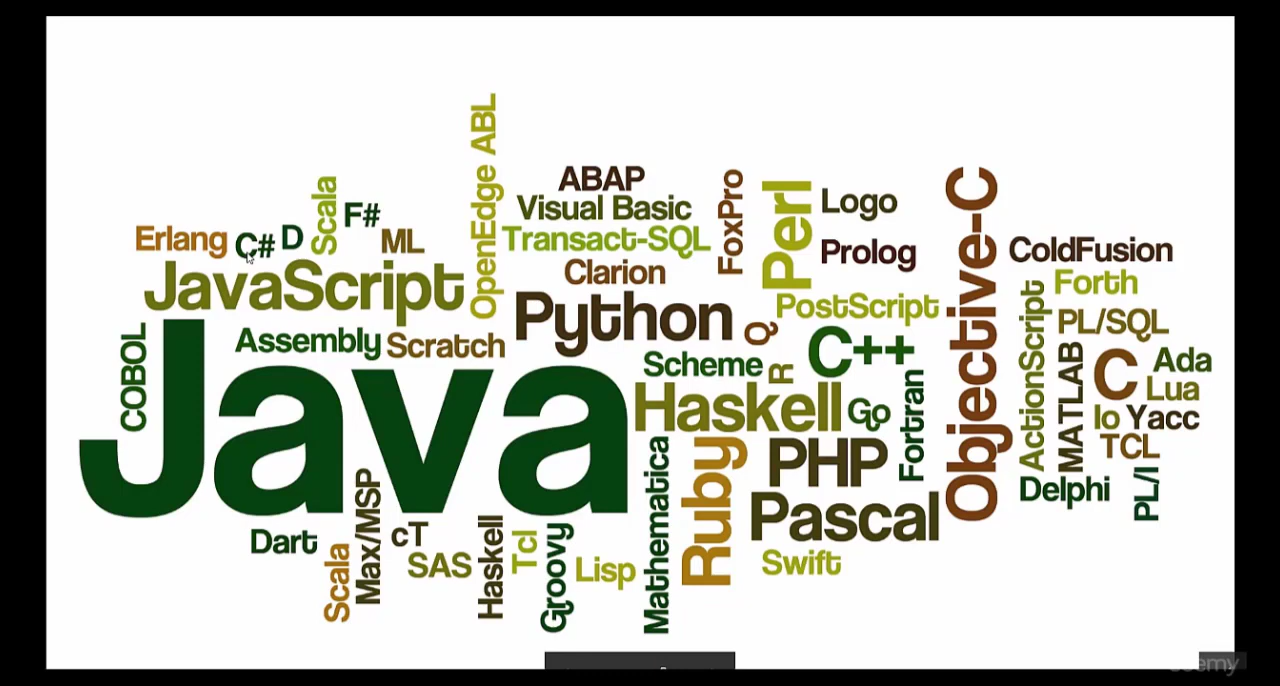 OpenEdge ABL
ABAP
Scala
F#
Visual Basic
FoxPro
Perl
Logo
Objective-C
Erlang
C#
D
ML
Transact-SQL
Prolog
ColdFusion
JavaScript
Clarion
Forth
Python
Q
PostScript
ActionScript
PL/SQL
COBOL
Assembly
Scratch
Scheme
R
C++
MATLAB
C
Ada
Java
Haskell
Go
Fortran
Lua
Io
Yacc
Mathematica
Ruby
PHP
TCL
Delphi
PL/I
Pascal
Dart
Scala
Max/MSP
cT
SAS
Haskell
Tcl
Groovy
Lisp
Swift